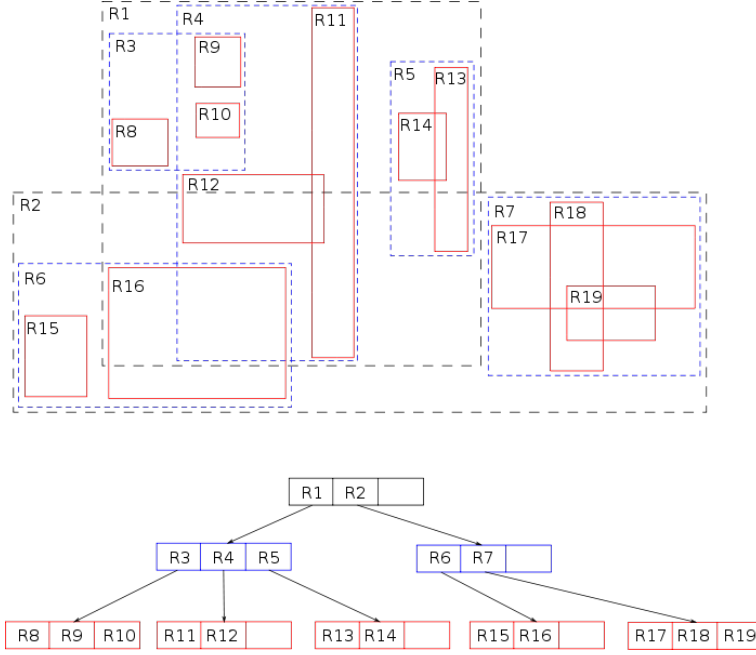 R1 R4 R11
R3 R9 R5 R13
R10 R14
R8
R12
R2 R7 R18
R17
R6 R16 R19
R15
R1 R2
R3 R4 R5 R6 R7
R8 R9 R10 R11 R12 R13 R14 R15 R16 R17 R18 R19